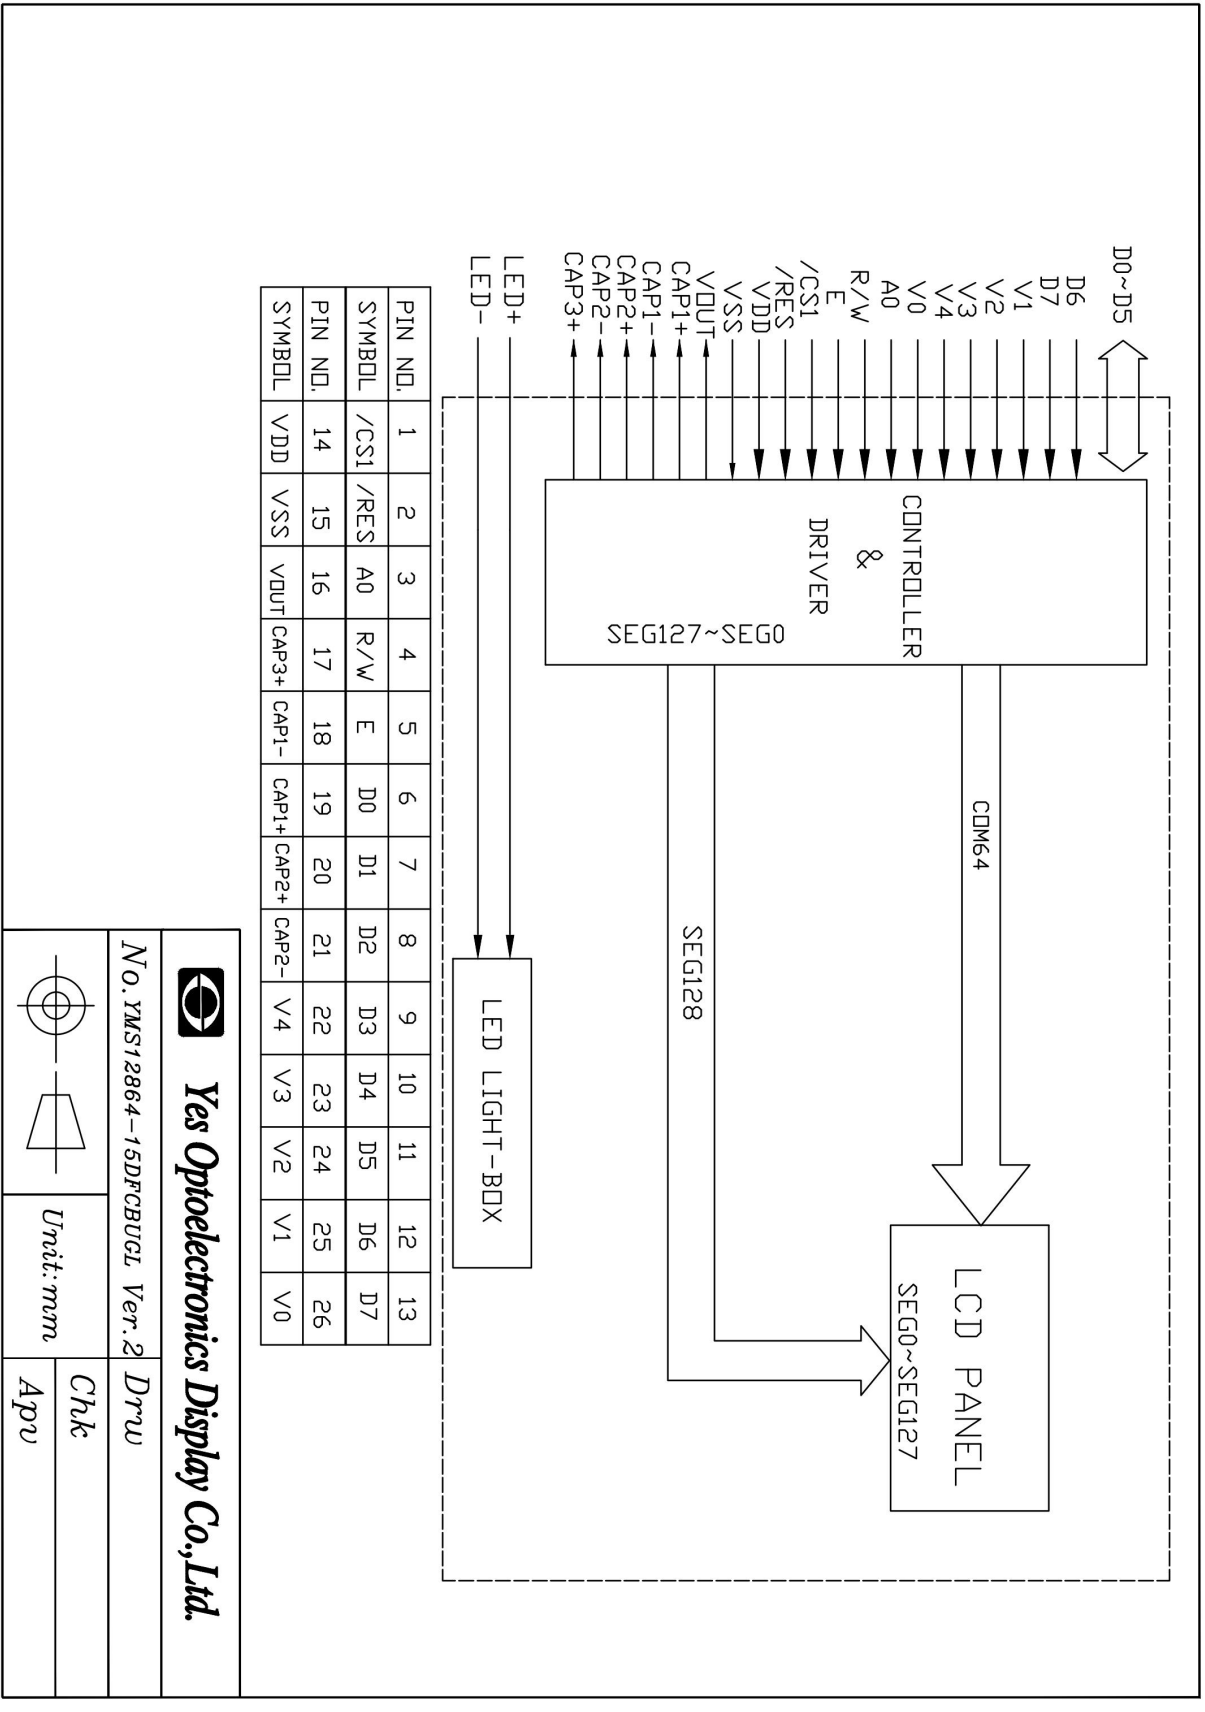 D0~D5
D6
D7
V1
V2
V3
V4
V0
A0
R/W
E
/CS1
/RES
VDD
VSS
VOUT
CAP1+
CAP1-
CAP2+
CAP2-
CAP3+
CONTROLLER
&
DRIVER
SEG127~SEG0
COM64
SEG128
LCD PANEL
SEG0~SEG127
LED+
LED-
LED LIGHT-BOX
PIN NO. 1 2 3 4 5 6 7 8 9 10 11 12 13
SYMBOL /CS1 /RES A0 R/W E D0 D1 D2 D3 D4 D5 D6 D7
PIN NO. 14 15 16 17 18 19 20 21 22 23 24 25 26
SYMBOL VDD VSS VOUT CAP3+ CAP1- CAP1+ CAP2+ CAP2- V4 V3 V2 V1 V0
Yes Optoelectronics Display Co.,Ltd.
No.YMS12864-15DFCBUGL Ver.2 Drw
Unit:mm
Chk
Apv